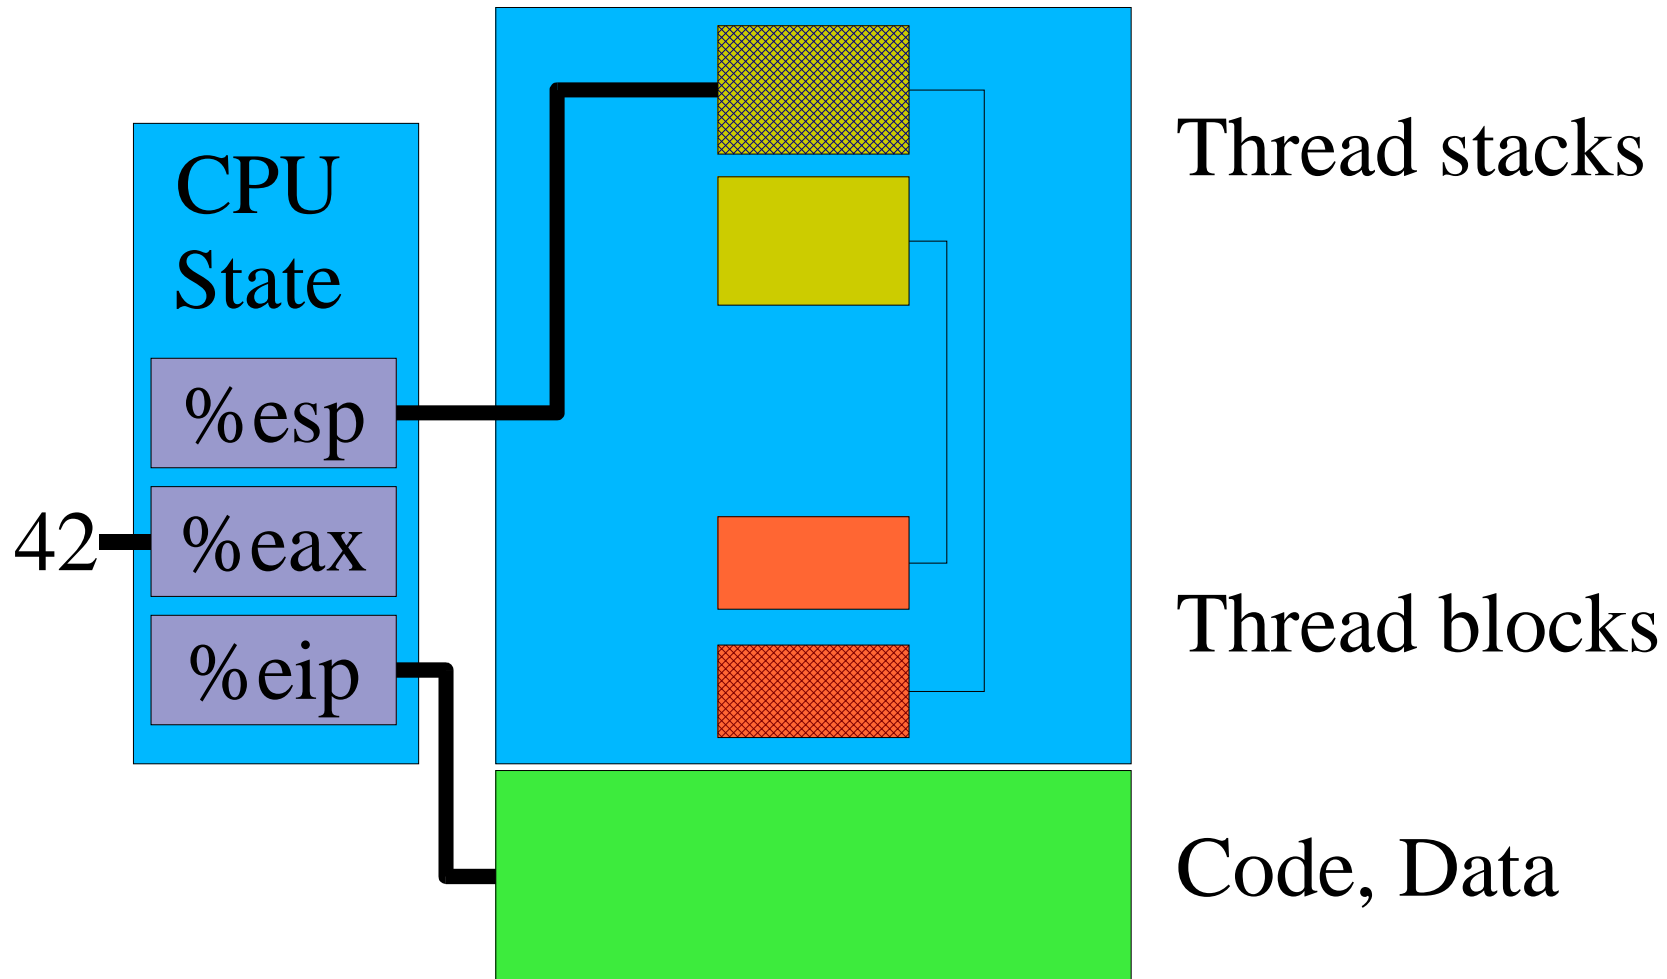 CPU
State
%esp
42
%eax
%eip
Thread stacks
Thread blocks
Code, Data